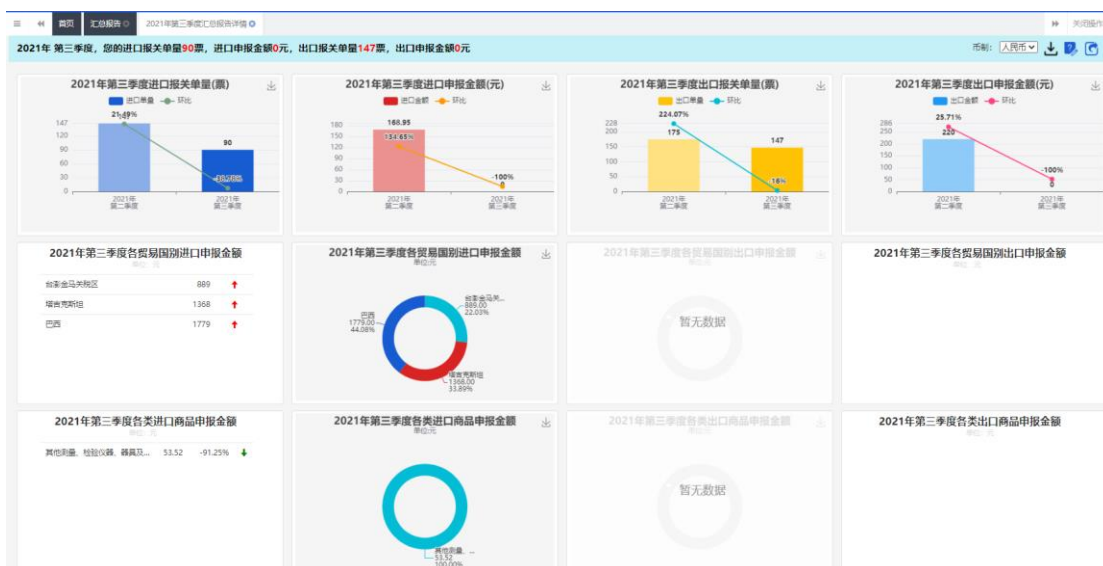 首页
汇总报告
2021年第三季度汇总报告详情
关闭操作
2021年 第三季度，您的进口报关单量90票，进口申报金额0元，出口报关单量147票，出口申报金额0元
币制： 人民币
2021年第三季度进口报关单量(票)
进口单量 环比
147
120
90
60
30
0
21.49%
90
2021年
第二季度
2021年
第三季度
2021年第三季度进口申报金额(元)
进口金额 环比
180
150
120
90
60
30
0
168.95
134.65%
-100%
0
2021年
第二季度
2021年
第三季度
2021年第三季度出口报关单量(票)
出口单量 环比
228
200
150
100
50
0
224.07%
175
147
-16%
2021年
第二季度
2021年
第三季度
2021年第三季度出口申报金额(元)
出口金额 环比
286
250
200
150
100
50
0
25.71%
220
-100%
0
2021年
第二季度
2021年
第三季度
2021年第三季度各贸易国别进口申报金额
单位：元
台澎金马关税区 889
塔吉克斯坦 1368
巴西 1779
2021年第三季度各贸易国别进口申报金额
单位:元
台澎金马关...
889.00
22.03%
巴西
1779.00
44.08%
塔吉克斯坦
1368.00
33.89%
2021年第三季度各贸易国别出口申报金额
单位:元
暂无数据
2021年第三季度各贸易国别出口申报金额
单位：元
2021年第三季度各类进口商品申报金额
单位：元
其他测量、检验仪器、器具及... 53.52 -91.25%
2021年第三季度各类进口商品申报金额
单位:元
其他测量、...
53.52
100.00%
2021年第三季度各类出口商品申报金额
单位:元
暂无数据
2021年第三季度各类出口商品申报金额
单位：元